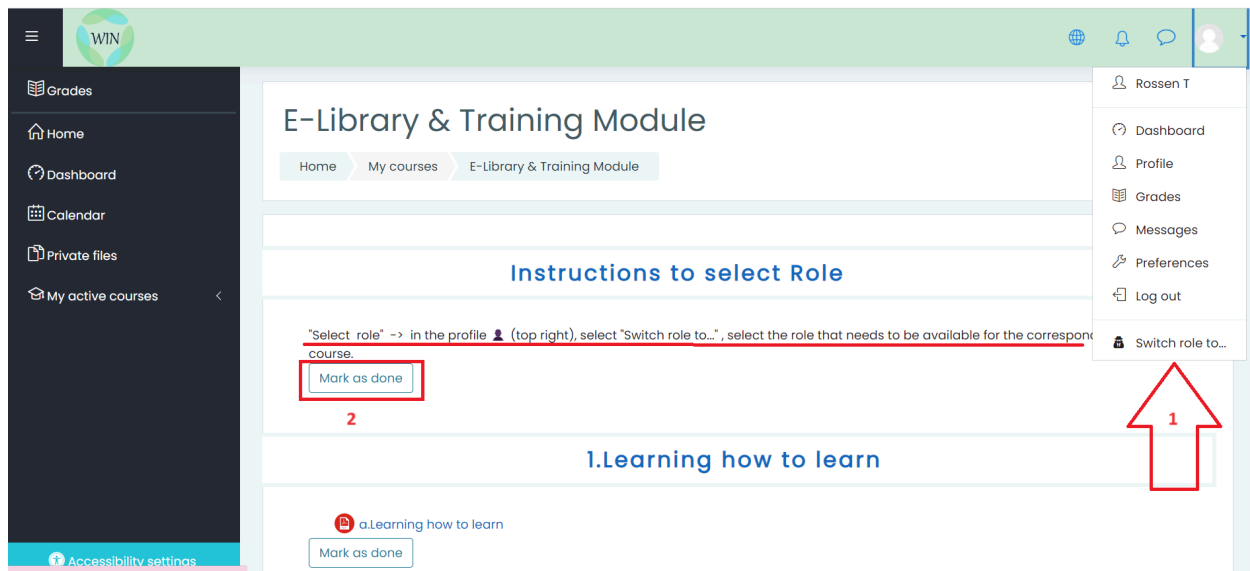 WIN
Grades
Home
Dashboard
Calendar
Private files
My active courses
Accessibility settings
E-Library & Training Module
Home My courses E-Library & Training Module
Instructions to select Role
"Select role" -> in the profile (top right), select "Switch role to..." , select the role that needs to be available for the
course.
Mark as done
2
1.Learning how to learn
a.Learning how to learn
Mark as done
Rossen T
Dashboard
Profile
Grades
Messages
Preferences
Log out
Switch role to...
1